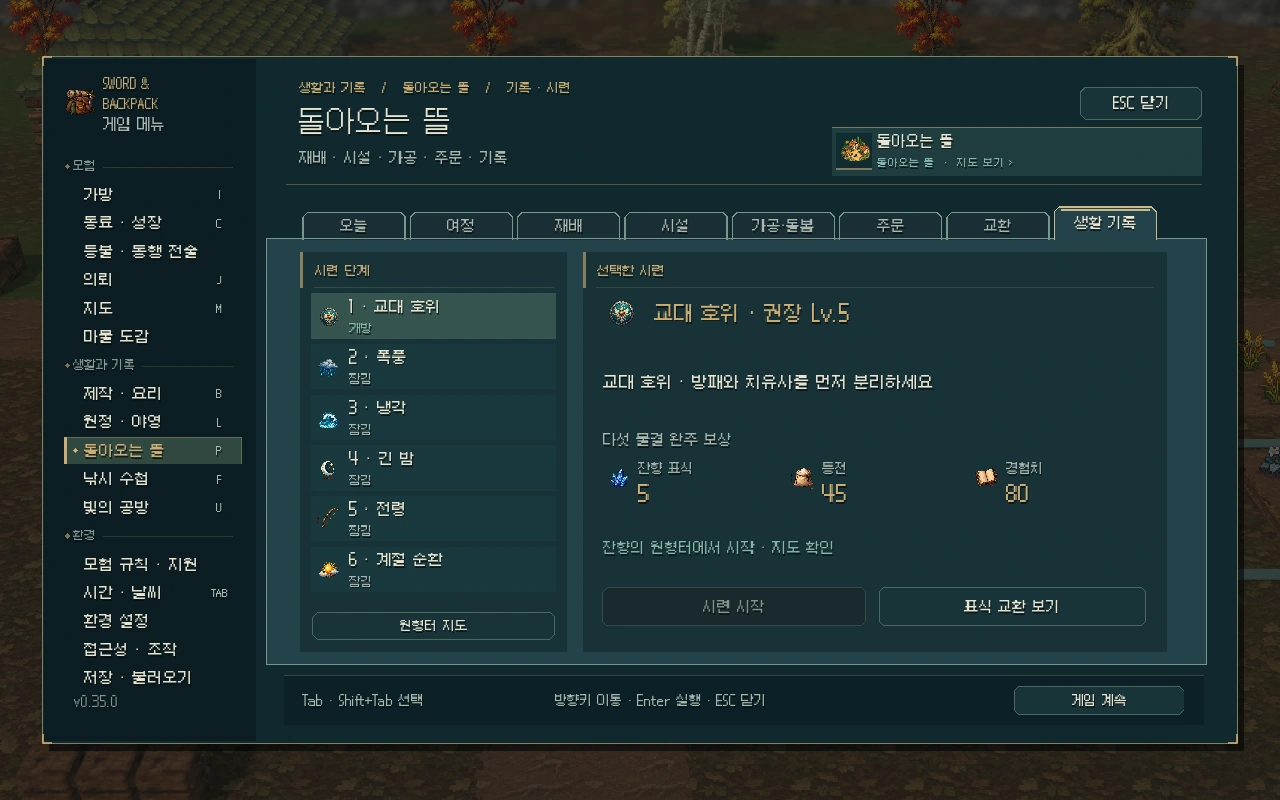 SWORD &
BACKPACK
게임 메뉴
모험
가방 I
동료 · 성장 C
등불 · 동행 전술
의뢰 J
지도 M
마물 도감
생활과 기록
제작 · 요리 B
원정 · 야영 L
돌아오는 뜰 P
낚시 수첩 F
빛의 공방 U
환경
모험 규칙 · 지원
시간 · 날씨 TAB
환경 설정
접근성 · 조작
저장 · 불러오기
v0.35.0
생활과 기록 / 돌아오는 뜰 / 기록 · 시련
돌아오는 뜰
재배 · 시설 · 가공 · 주문 · 기록
ESC 닫기
돌아오는 뜰
돌아오는 뜰 · 지도 보기 ›
오늘 여정 재배 시설 가공·돌봄 주문 교환 생활 기록
시련 단계
1 · 교대 호위
개방
2 · 폭풍
잠김
3 · 냉각
잠김
4 · 긴 밤
잠김
5 · 전령
잠김
6 · 계절 순환
잠김
원형터 지도
선택한 시련
교대 호위 · 권장 Lv.5
교대 호위 · 방패와 치유사를 먼저 분리하세요
다섯 물결 완주 보상
잔향 표식 동전 경험치
5 45 80
잔향의 원형터에서 시작 · 지도 확인
시련 시작 표식 교환 보기
Tab · Shift+Tab 선택 방향키 이동 · Enter 실행 · ESC 닫기 게임 계속